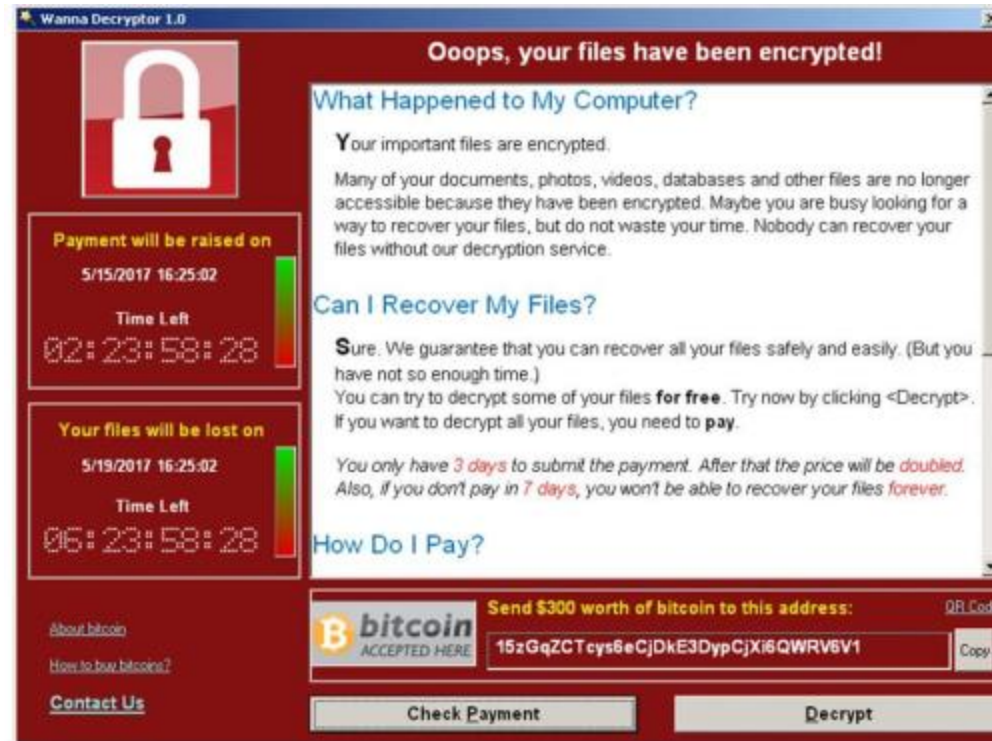 Wanna Decryptor 1.0
Ooops, your files have been encrypted!
What Happened to My Computer?
Your important files are encrypted.
Many of your documents, photos, videos, databases and other files are no longer
accessible because they have been encrypted. Maybe you are busy looking for a
way to recover your files, but do not waste your time. Nobody can recover your
files without our decryption service.
Can I Recover My Files?
Sure. We guarantee that you can recover all your files safely and easily. (But you
have not so enough time.)
You can try to decrypt some of your files for free. Try now by clicking <Decrypt>.
If you want to decrypt all your files, you need to pay.
You only have 3 days to submit the payment. After that the price will be doubled.
Also, if you don't pay in 7 days, you won't be able to recover your files forever.
How Do I Pay?
Payment will be raised on
5/15/2017 16:25:02
Time Left
02:23:58:28
Your files will be lost on
5/19/2017 16:25:02
Time Left
06:23:58:28
About bitcoin
How to buy bitcoins?
Contact Us
bitcoin
ACCEPTED HERE
Send $300 worth of bitcoin to this address:
QR Cod
15zGqZCTcys6eCjDkE3DypCjXi6QWRV6V1
Copy
Check Payment
Decrypt